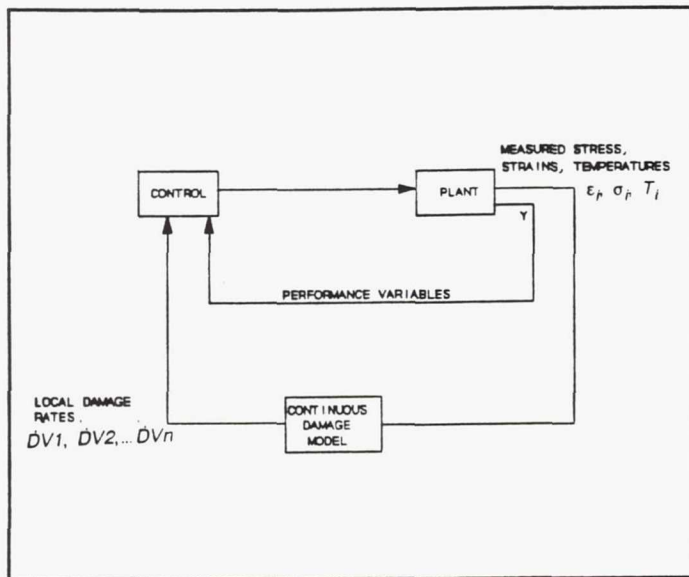 MEASURED STRESS,
STRAINS, TEMPERATURES
εᵢ, σᵢ, Tᵢ
CONTROL
PLANT
Y
PERFORMANCE VARIABLES
LOCAL DAMAGE
RATES.
ḊV1, ḊV2,... ḊVn
CONTINUOUS
DAMAGE
MODEL